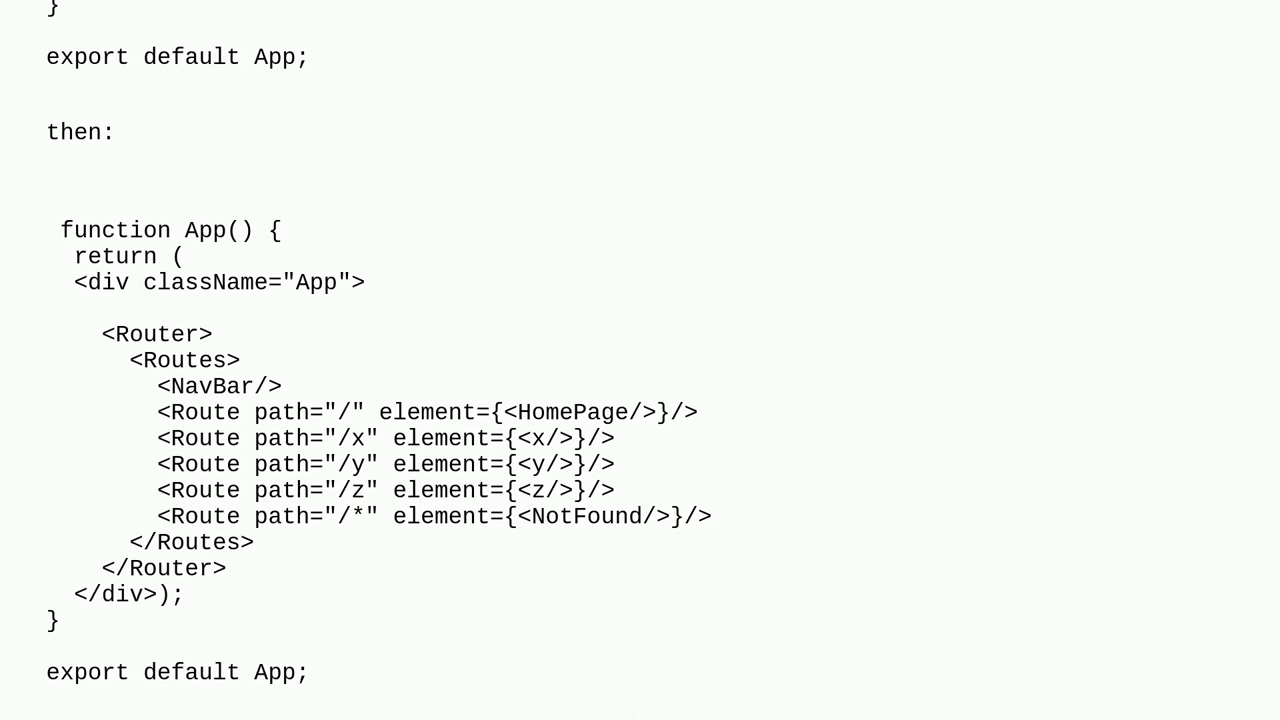 }
export default App;
then:
function App() {
return (
<div className="App">
<Router>
<Routes>
<NavBar/>
<Route path="/" element={<HomePage/>}/>
<Route path="/x" element={<x/>}/>
<Route path="/y" element={<y/>}/>
<Route path="/z" element={<z/>}/>
<Route path="/*" element={<NotFound/>}/>
</Routes>
</Router>
</div>);
}
export default App;